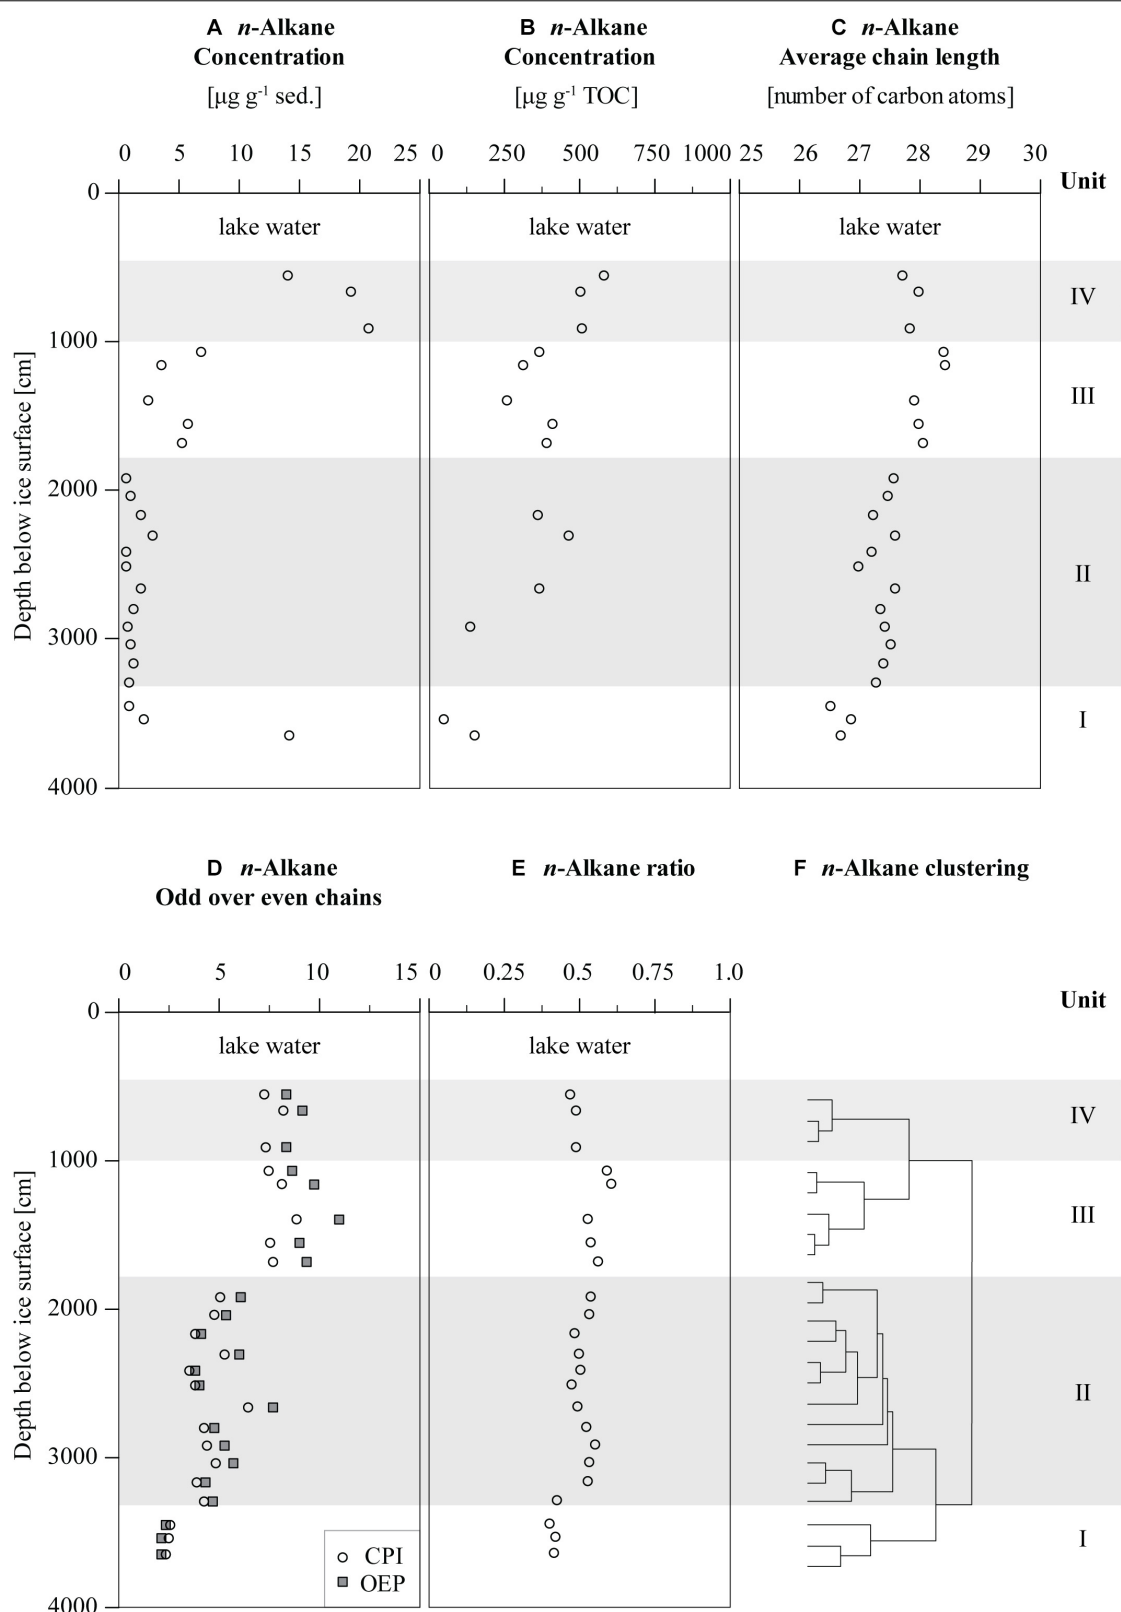 A n-Alkane
Concentration
[µg g⁻¹ sed.]
B n-Alkane
Concentration
[µg g⁻¹ TOC]
C n-Alkane
Average chain length
[number of carbon atoms]
0 5 10 15 20 25
0 250 500 750 1000
25 26 27 28 29 30
Unit
0
1000
2000
3000
4000
Depth below ice surface [cm]
lake water
lake water
lake water
IV
III
II
I
D n-Alkane
Odd over even chains
E n-Alkane ratio
F n-Alkane clustering
0 5 10 15
0 0.25 0.5 0.75 1.0
Unit
0
1000
2000
3000
4000
Depth below ice surface [cm]
lake water
lake water
IV
III
II
I
CPI
OEP